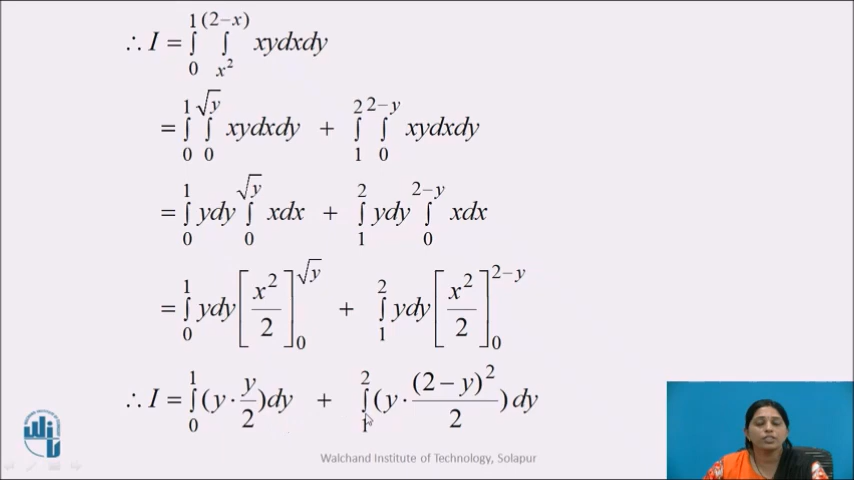 ∴ I = ∫₀¹ ∫_{x²}^{(2−x)} xydxdy
= ∫₀¹ ∫₀^{√y} xydxdy + ∫₁² ∫₀^{2−y} xydxdy
= ∫₀¹ ydy ∫₀^{√y} xdx + ∫₁² ydy ∫₀^{2−y} xdx
= ∫₀¹ ydy [x²/2]₀^{√y} + ∫₁² ydy [x²/2]₀^{2−y}
∴ I = ∫₀¹ (y · y/2)dy + ∫₁² (y · (2−y)²/2) dy
Walchand Institute of Technology, Solapur